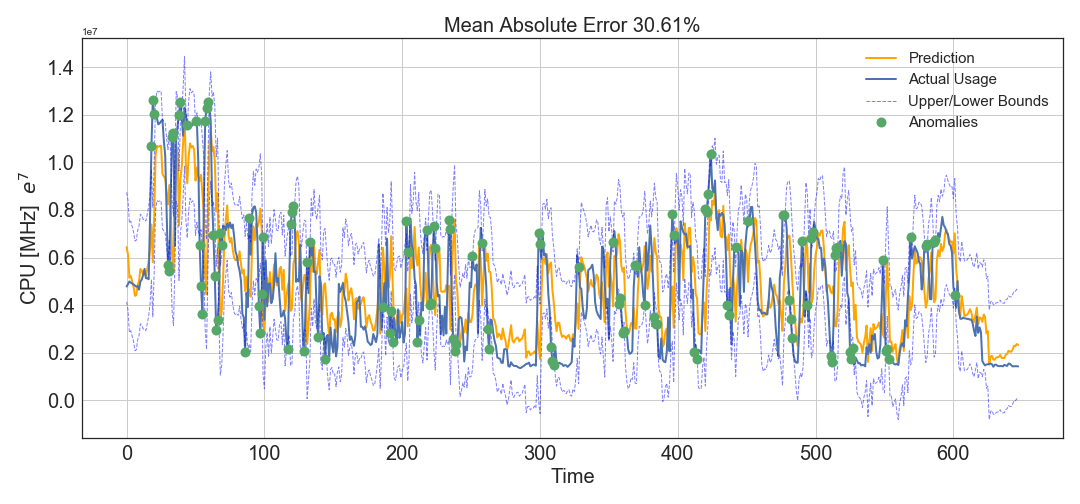 Mean Absolute Error 30.61%
1e7
1.4
1.2
1.0
0.8
0.6
0.4
0.2
0.0
CPU [MHz] e^7
0 100 200 300 400 500 600
Time
Prediction
Actual Usage
Upper/Lower Bounds
Anomalies